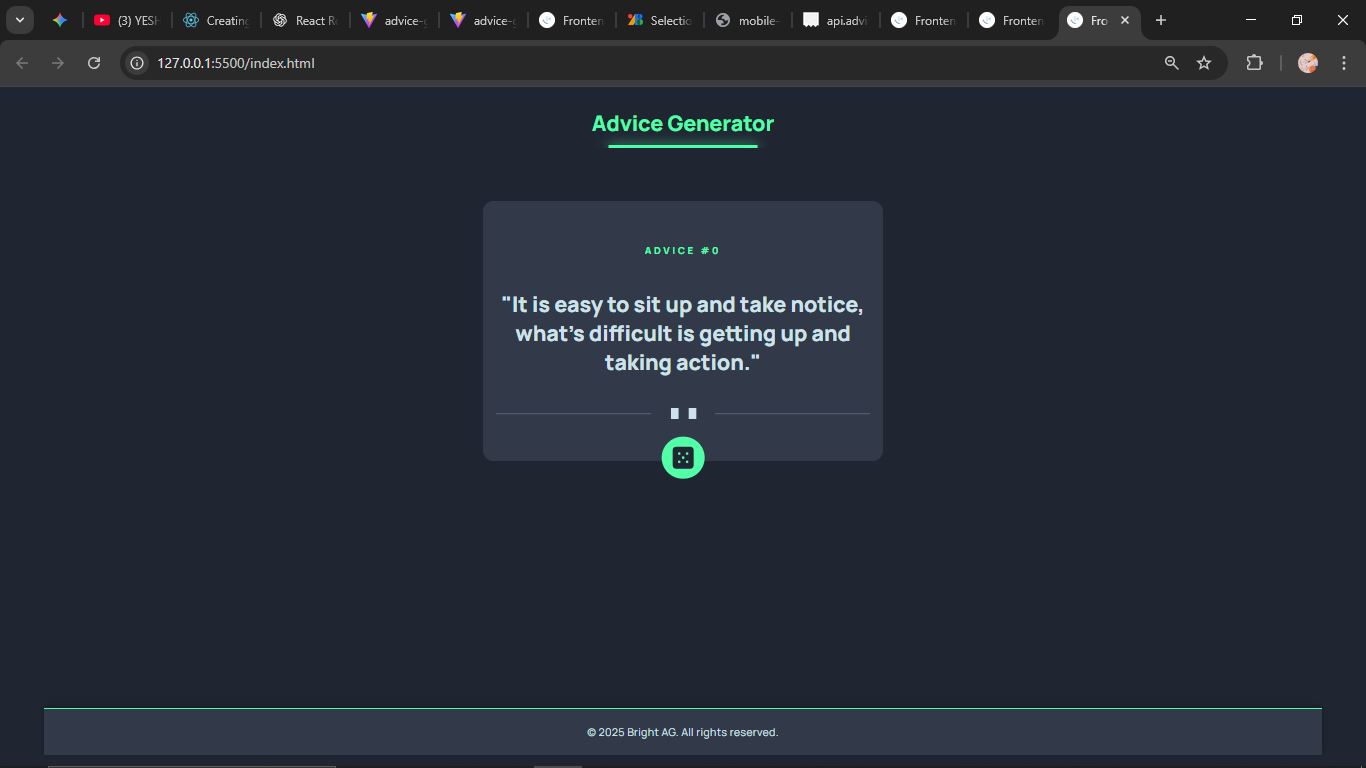 (3) YESH
Creating
React Ro
advice-g
advice-g
Fronten
Selectio
mobile-
api.advi
Fronten
Fronten
Fro
127.0.0.1:5500/index.html
Advice Generator
ADVICE #0
"It is easy to sit up and take notice,
what's difficult is getting up and
taking action."
© 2025 Bright AG. All rights reserved.